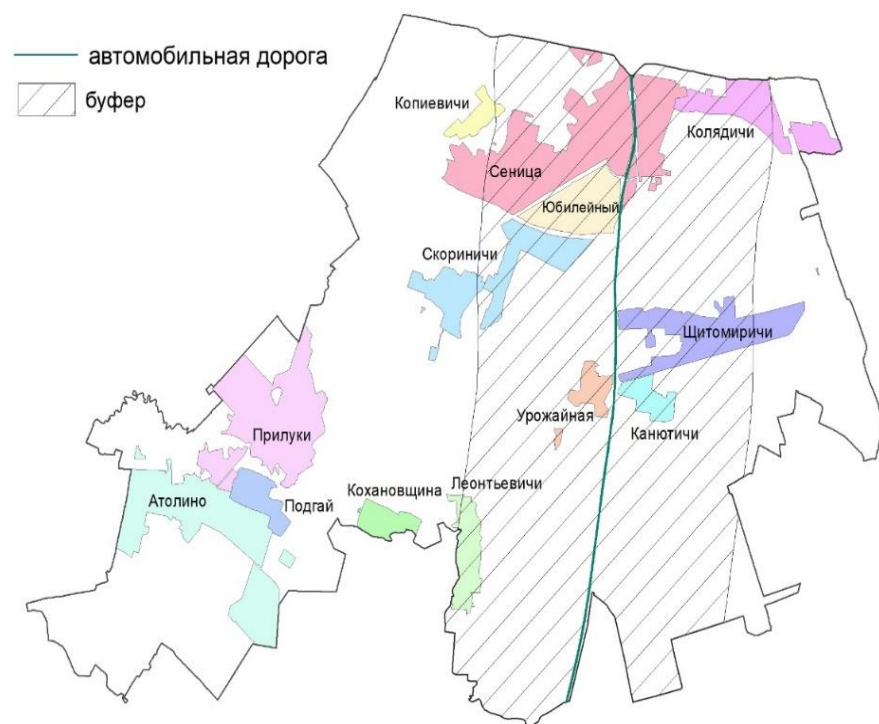 автомобильная дорога
буфер
Копиевичи
Колядичи
Сеница
Юбилейный
Скориничи
Щитомиричи
Урожайная
Канютичи
Прилуки
Леонтьевичи
Кохановщина
Атолино
Подгай